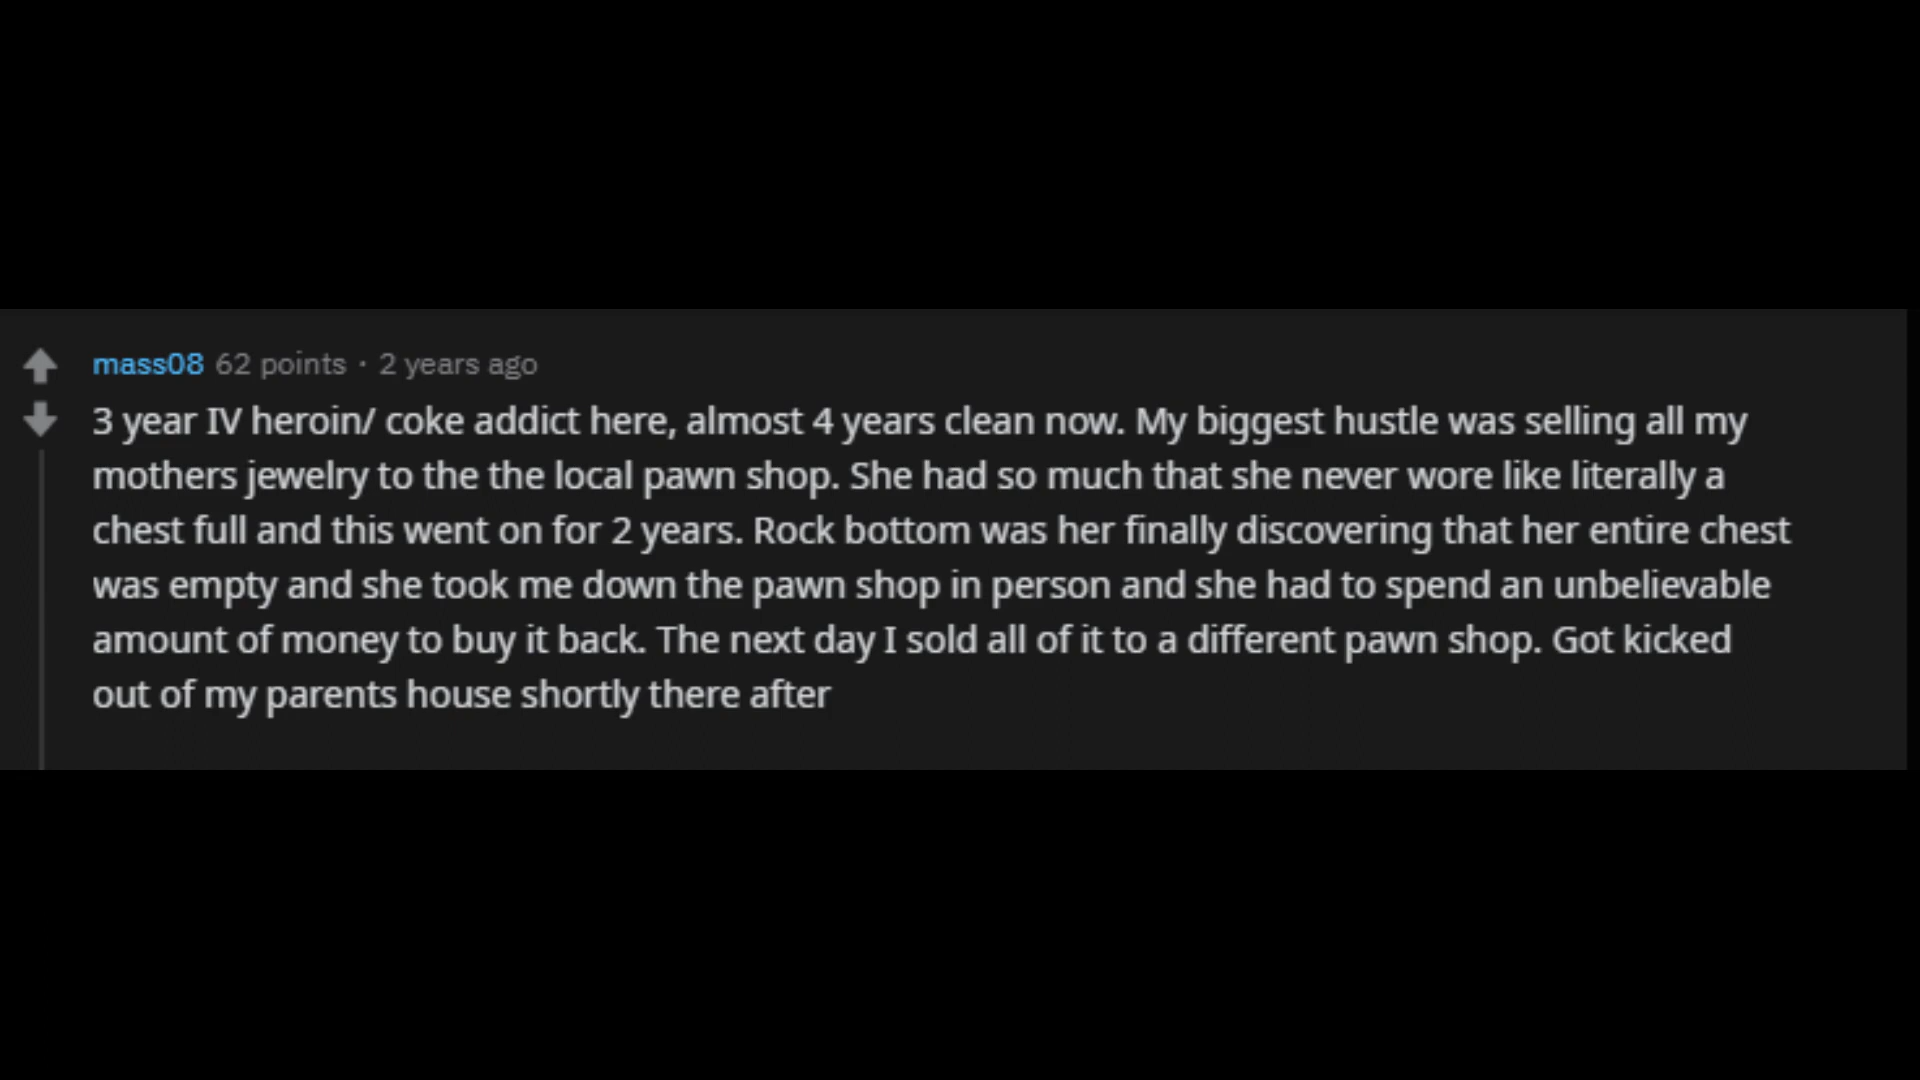 mass08 62 points · 2 years ago
3 year IV heroin/ coke addict here, almost 4 years clean now. My biggest hustle was selling all my
mothers jewelry to the the local pawn shop. She had so much that she never wore like literally a
chest full and this went on for 2 years. Rock bottom was her finally discovering that her entire chest
was empty and she took me down the pawn shop in person and she had to spend an unbelievable
amount of money to buy it back. The next day I sold all of it to a different pawn shop. Got kicked
out of my parents house shortly there after